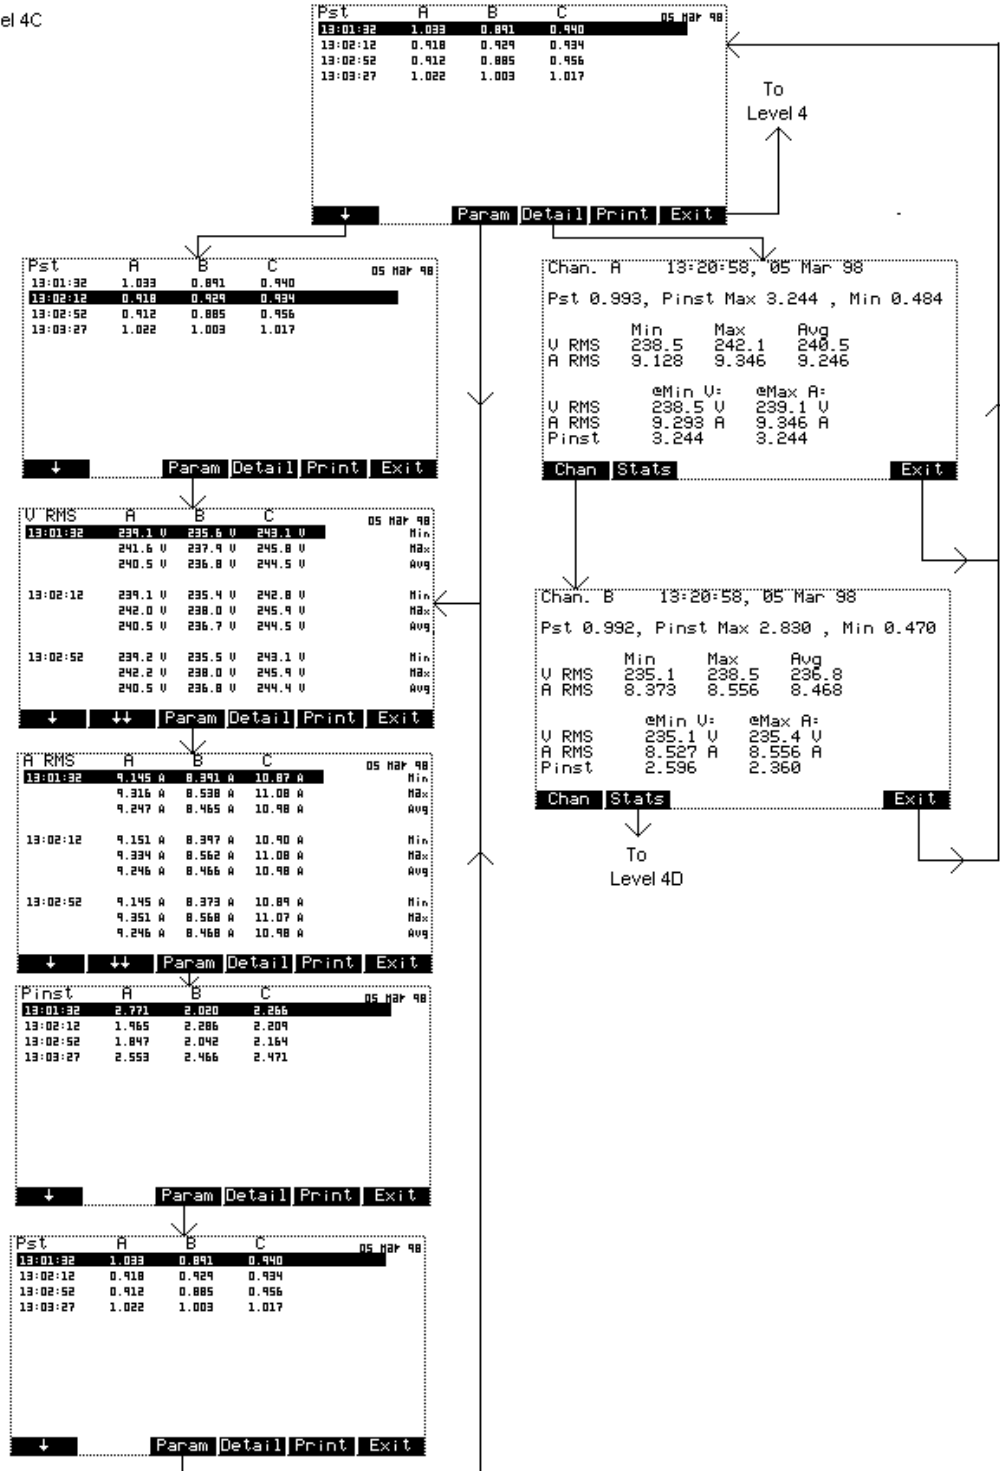 el 4C
Pst A B C 05 Mar 98
13:01:32 1.033 0.891 0.940
13:02:12 0.918 0.929 0.934
13:02:52 0.912 0.885 0.956
13:03:27 1.022 1.003 1.017
↓ Param Detail Print Exit
To
Level 4
Pst A B C 05 Mar 98
13:01:32 1.033 0.891 0.940
13:02:12 0.918 0.929 0.934
13:02:52 0.912 0.885 0.956
13:03:27 1.022 1.003 1.017
↓ Param Detail Print Exit
Chan. A 13:20:58, 05 Mar 98
Pst 0.993, Pinst Max 3.244 , Min 0.484
Min Max Avg
V RMS 238.5 242.1 240.5
A RMS 9.128 9.346 9.246
@Min V: @Max A:
V RMS 238.5 V 239.1 V
A RMS 9.293 A 9.346 A
Pinst 3.244 3.244
Chan Stats Exit
V RMS A B C 05 Mar 98
13:01:32 239.1 V 235.6 V 243.1 V Min
241.6 V 237.9 V 245.8 V Max
240.5 V 236.8 V 244.5 V Avg
13:02:12 239.1 V 235.4 V 242.8 V Min
242.0 V 238.0 V 245.9 V Max
240.5 V 236.7 V 244.5 V Avg
13:02:52 239.2 V 235.5 V 243.1 V Min
242.2 V 238.0 V 245.9 V Max
240.5 V 236.8 V 244.4 V Avg
↓ ↓↓ Param Detail Print Exit
Chan. B 13:20:58, 05 Mar 98
Pst 0.992, Pinst Max 2.830 , Min 0.470
Min Max Avg
V RMS 235.1 238.5 236.8
A RMS 8.373 8.556 8.468
@Min V: @Max A:
V RMS 235.1 V 235.4 V
A RMS 8.527 A 8.556 A
Pinst 2.596 2.360
Chan Stats Exit
To
Level 4D
A RMS A B C 05 Mar 98
13:01:32 9.145 A 8.391 A 10.87 A Min
9.316 A 8.538 A 11.08 A Max
9.247 A 8.465 A 10.98 A Avg
13:02:12 9.151 A 8.397 A 10.90 A Min
9.334 A 8.562 A 11.08 A Max
9.246 A 8.466 A 10.98 A Avg
13:02:52 9.145 A 8.373 A 10.89 A Min
9.351 A 8.568 A 11.07 A Max
9.246 A 8.468 A 10.98 A Avg
↓ ↓↓ Param Detail Print Exit
Pinst A B C 05 Mar 98
13:01:32 2.771 2.020 2.266
13:02:12 1.965 2.286 2.209
13:02:52 1.847 2.042 2.164
13:03:27 2.553 2.466 2.471
↓ Param Detail Print Exit
Pst A B C 05 Mar 98
13:01:32 1.033 0.891 0.940
13:02:12 0.918 0.929 0.934
13:02:52 0.912 0.885 0.956
13:03:27 1.022 1.003 1.017
↓ Param Detail Print Exit